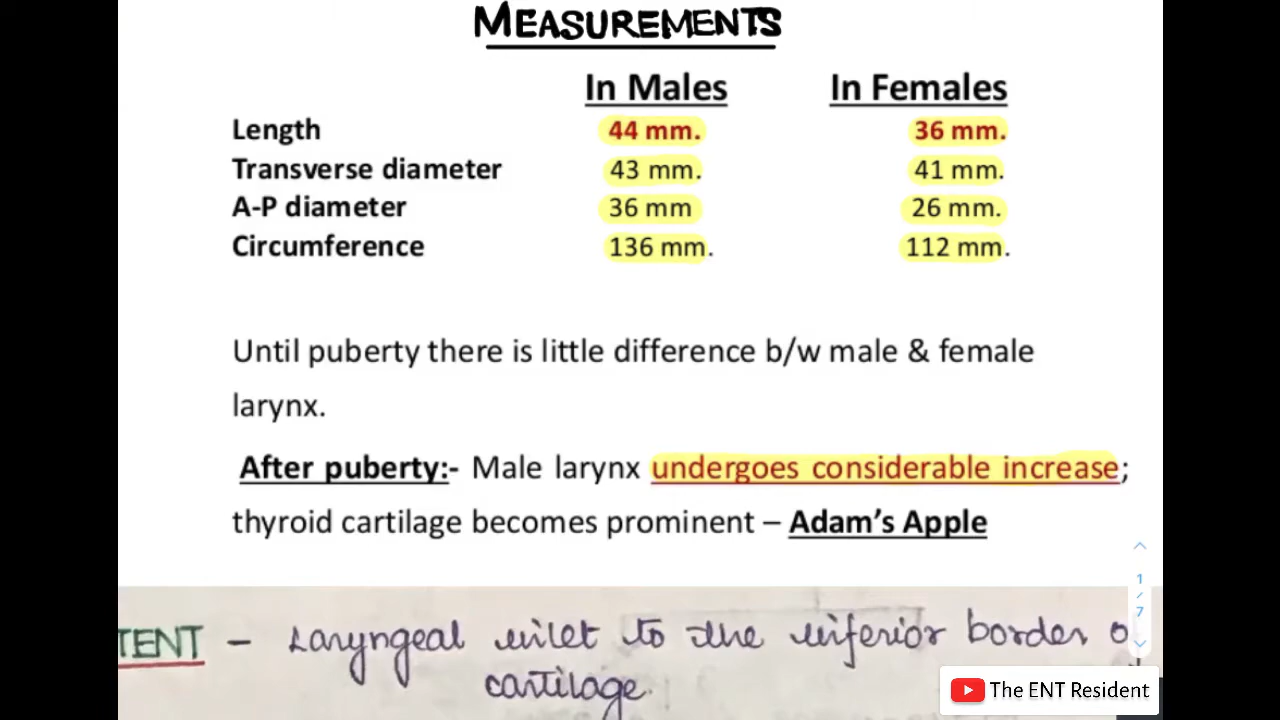 MEASUREMENTS
In Males In Females
Length 44 mm. 36 mm.
Transverse diameter 43 mm. 41 mm.
A-P diameter 36 mm 26 mm.
Circumference 136 mm. 112 mm.
Until puberty there is little difference b/w male & female
larynx.
After puberty:- Male larynx undergoes considerable increase;
thyroid cartilage becomes prominent – Adam's Apple
1
/
7
TENT – Laryngeal inlet to the inferior border
cartilage.
The ENT Resident